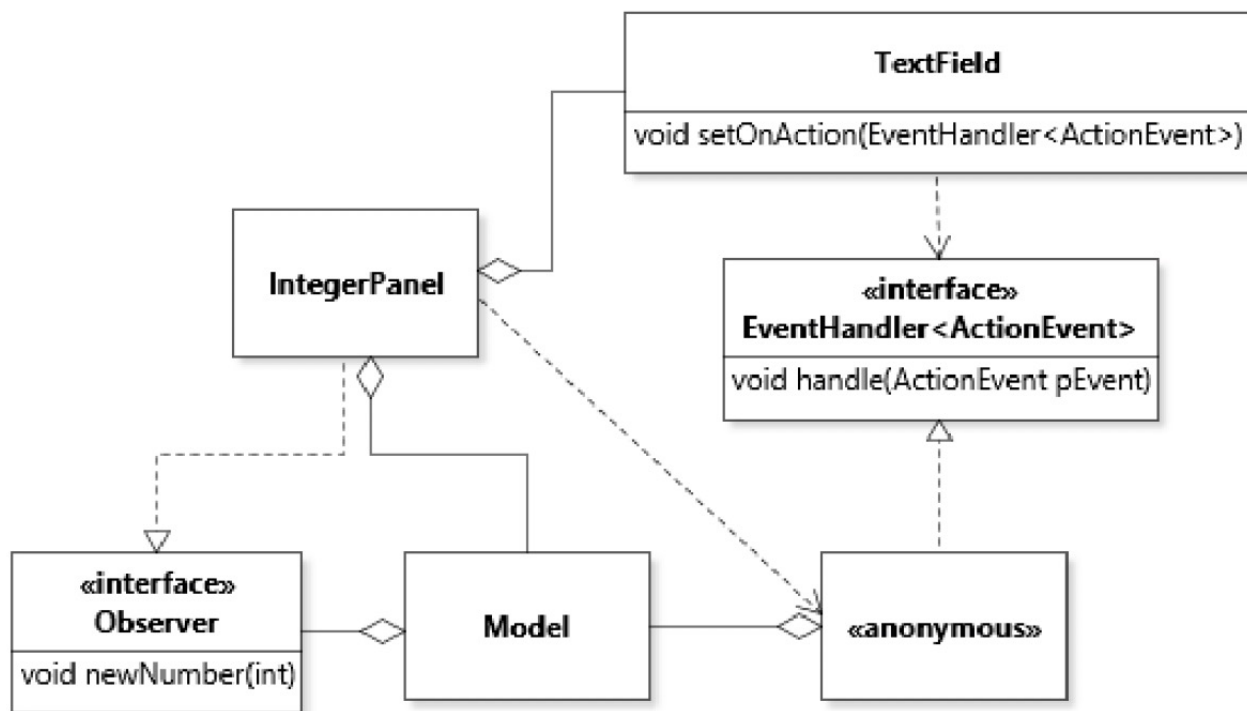 TextField
void setOnAction(EventHandler<ActionEvent>)
IntegerPanel
«interface»
EventHandler<ActionEvent>
void handle(ActionEvent pEvent)
«interface»
Observer
void newNumber(int)
Model
«anonymous»